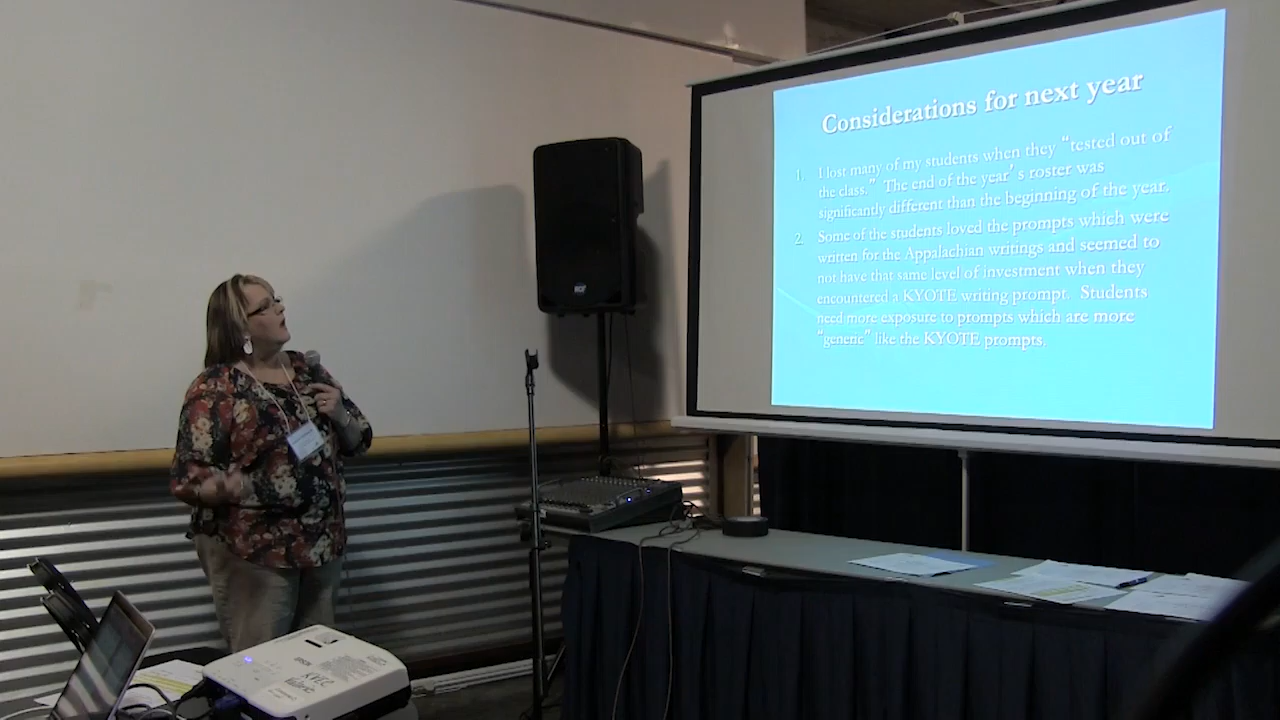 Considerations for next year
1. I lost many of my students when they “tested out of
the class.” The end of the year’s roster was
significantly different than the beginning of the year.
2. Some of the students loved the prompts which were
written for the Appalachian writings and seemed to
not have that same level of investment when they
encountered a KYOTE writing prompt. Students
need more exposure to prompts which are more
“generic” like the KYOTE prompts.
RCF
EPSON
KVEC